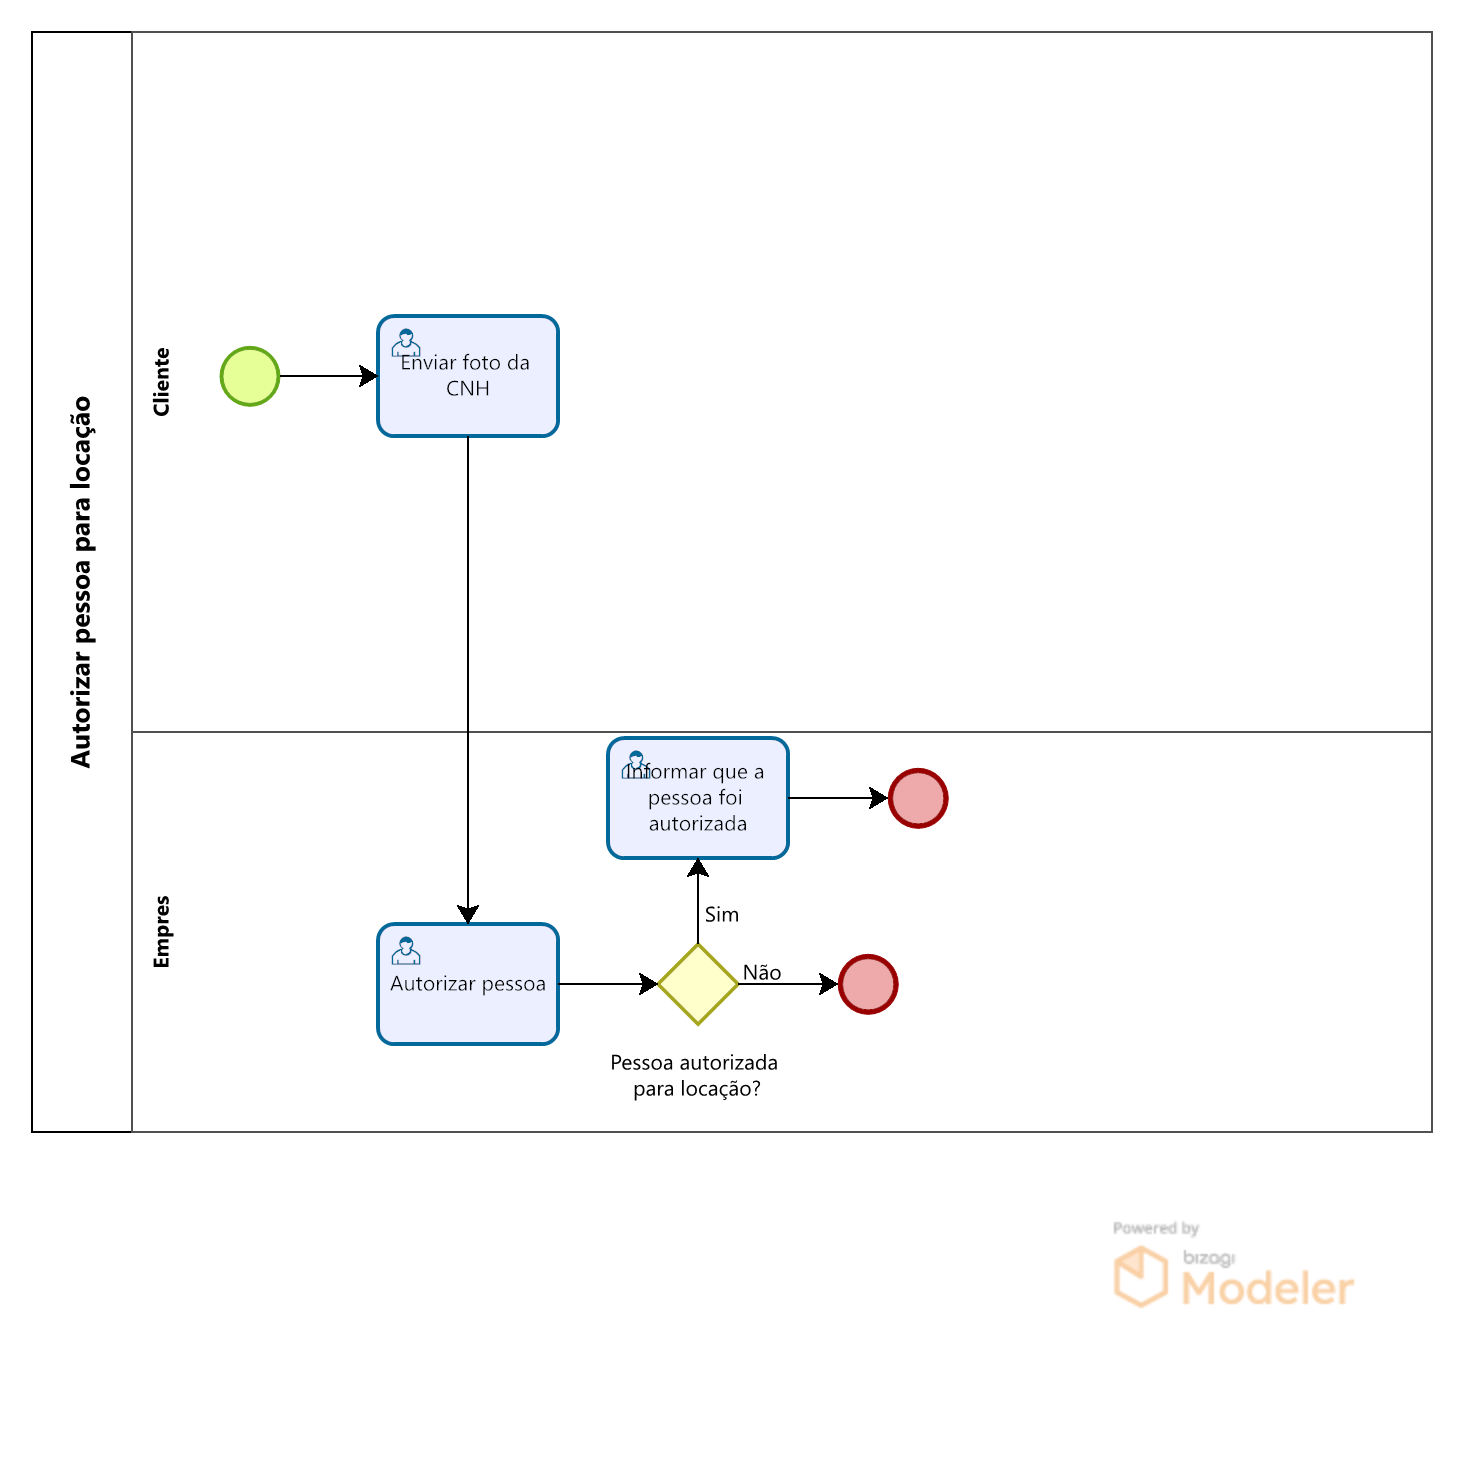 Autorizar pessoa para locação
Cliente
Enviar foto da
CNH
Empres
Informar que a
pessoa foi
autorizada
Sim
Autorizar pessoa
Não
Pessoa autorizada
para locação?
Powered by
bizagi
Modeler